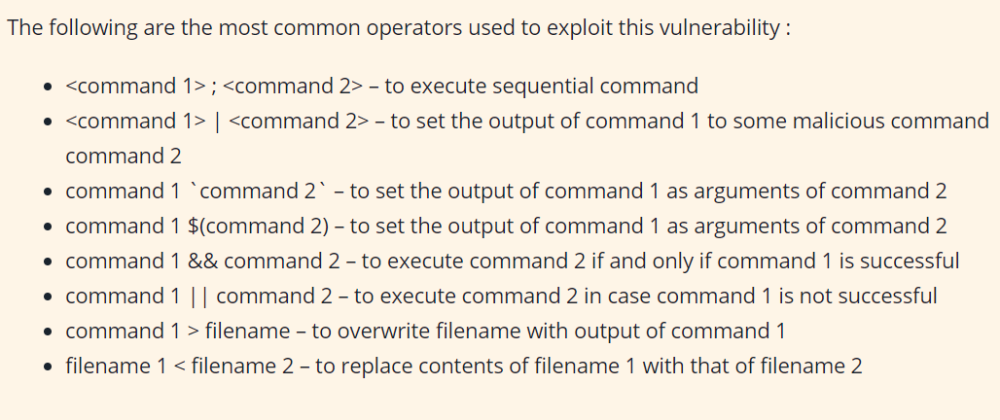 The following are the most common operators used to exploit this vulnerability :
• <command 1> ; <command 2> – to execute sequential command
• <command 1> | <command 2> – to set the output of command 1 to some malicious command
command 2
• command 1 `command 2` – to set the output of command 1 as arguments of command 2
• command 1 $(command 2) – to set the output of command 1 as arguments of command 2
• command 1 && command 2 – to execute command 2 if and only if command 1 is successful
• command 1 || command 2 – to execute command 2 in case command 1 is not successful
• command 1 > filename – to overwrite filename with output of command 1
• filename 1 < filename 2 – to replace contents of filename 1 with that of filename 2